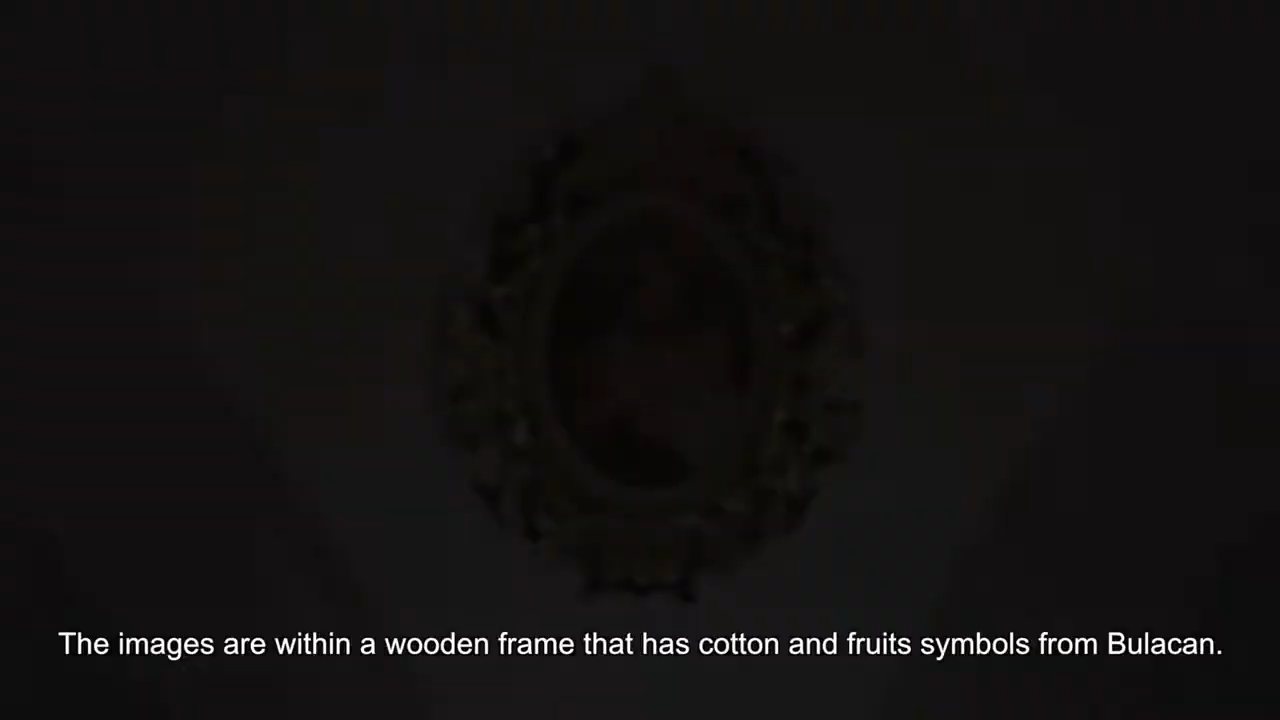 The images are within a wooden frame that has cotton and fruits symbols from Bulacan.